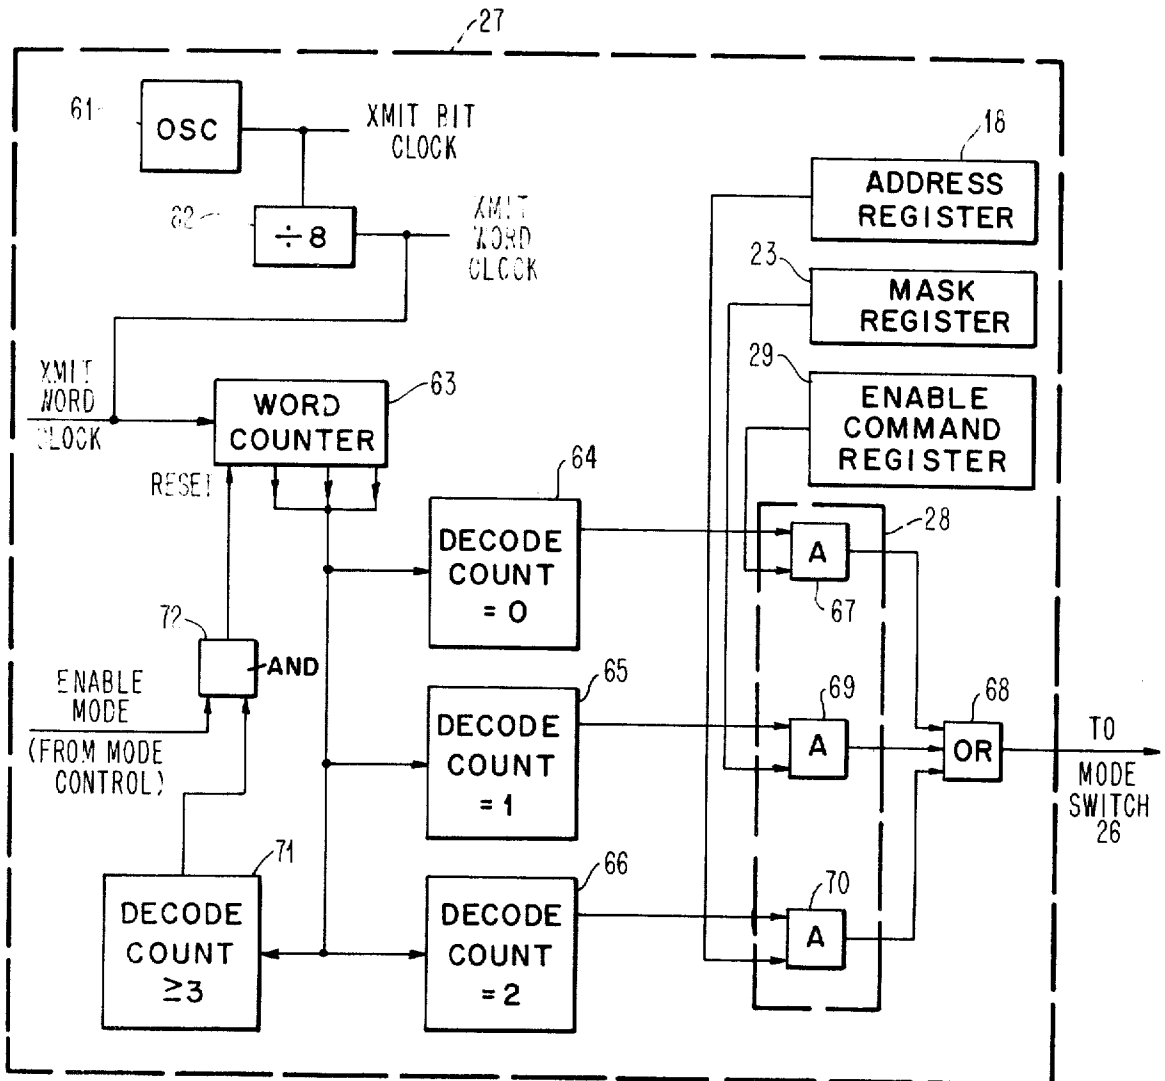 27
61
OSC
XMIT BIT
CLOCK
62
÷8
XMIT
WORD
CLOCK
18
ADDRESS
REGISTER
23
MASK
REGISTER
29
ENABLE
COMMAND
REGISTER
XMIT
WORD
CLOCK
63
WORD
COUNTER
RESET
64
DECODE
COUNT
= 0
28
A
67
72
AND
ENABLE
MODE
(FROM MODE
CONTROL)
65
DECODE
COUNT
= 1
69
A
68
OR
TO
MODE
SWITCH
26
71
DECODE
COUNT
≥3
66
DECODE
COUNT
= 2
70
A